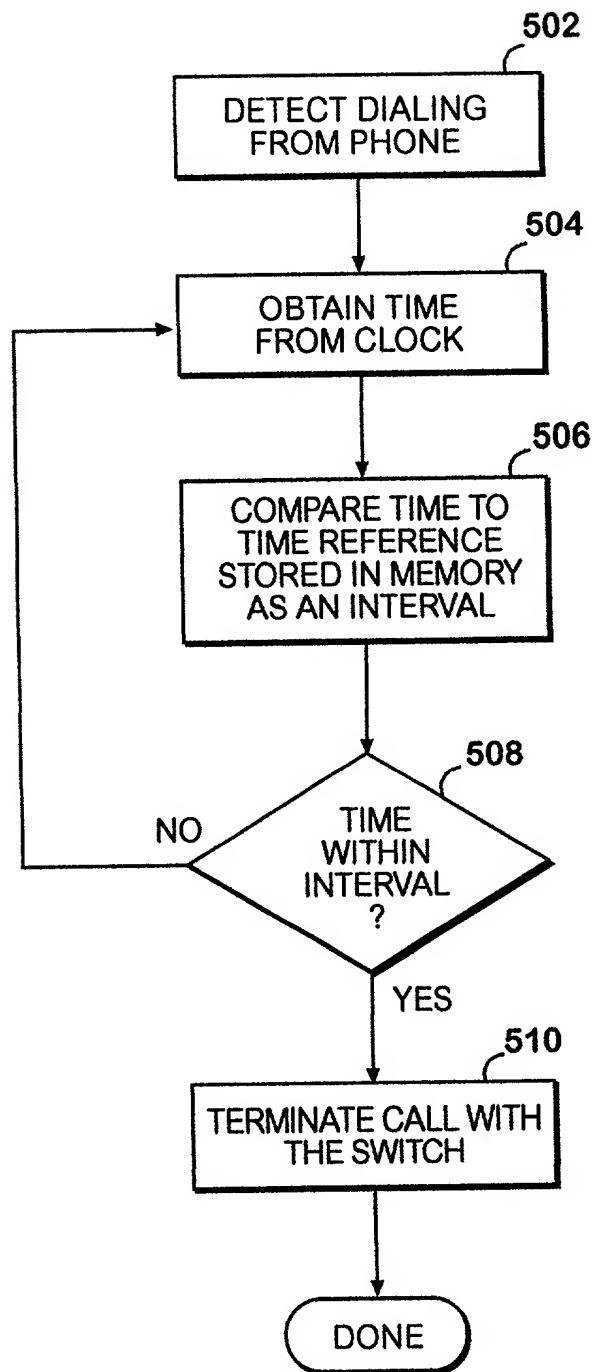 502
DETECT DIALING
FROM PHONE
504
OBTAIN TIME
FROM CLOCK
506
COMPARE TIME TO
TIME REFERENCE
STORED IN MEMORY
AS AN INTERVAL
508
NO
TIME
WITHIN
INTERVAL
?
YES
510
TERMINATE CALL WITH
THE SWITCH
DONE